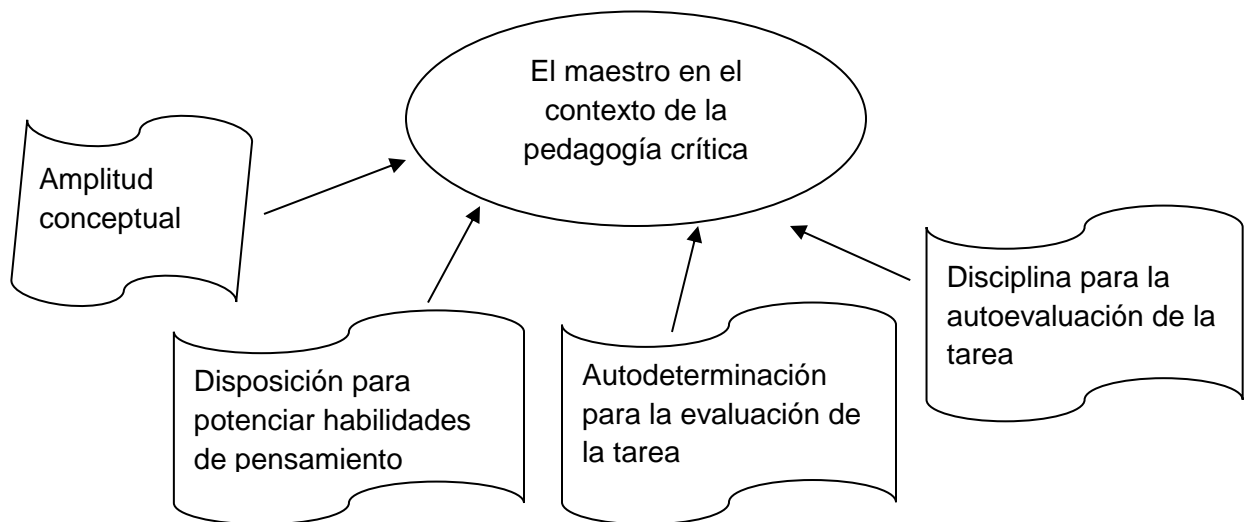 El maestro en el
contexto de la
pedagogía crítica
Amplitud
conceptual
Disposición para
potenciar habilidades
de pensamiento
Autodeterminación
para la evaluación de
la tarea
Disciplina para la
autoevaluación de la
tarea